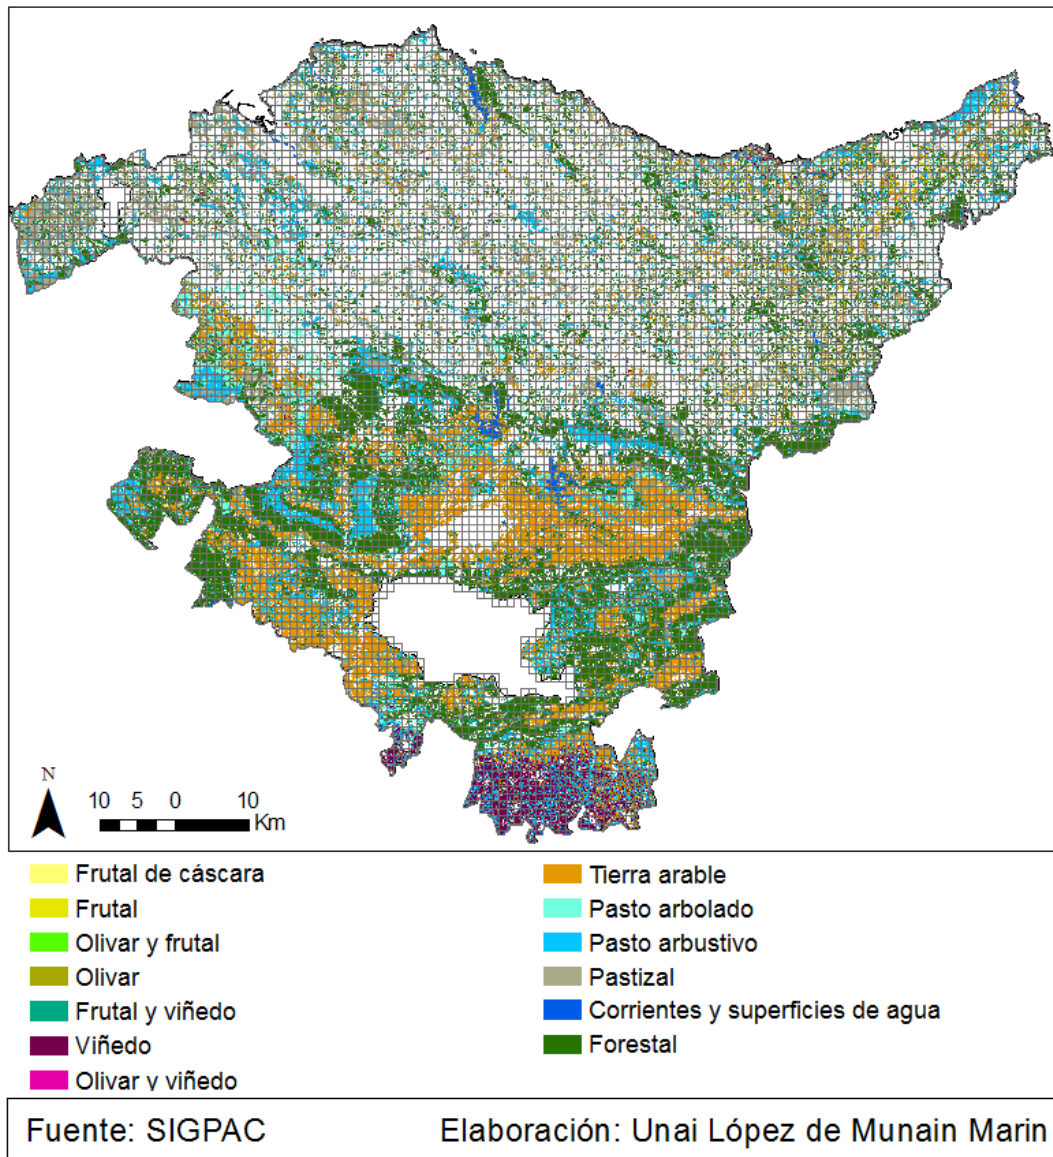 N
10 5 0 10
Km
Frutal de cáscara
Frutal
Olivar y frutal
Olivar
Frutal y viñedo
Viñedo
Olivar y viñedo
Tierra arable
Pasto arbolado
Pasto arbustivo
Pastizal
Corrientes y superficies de agua
Forestal
Fuente: SIGPAC
Elaboración: Unai López de Munain Marin